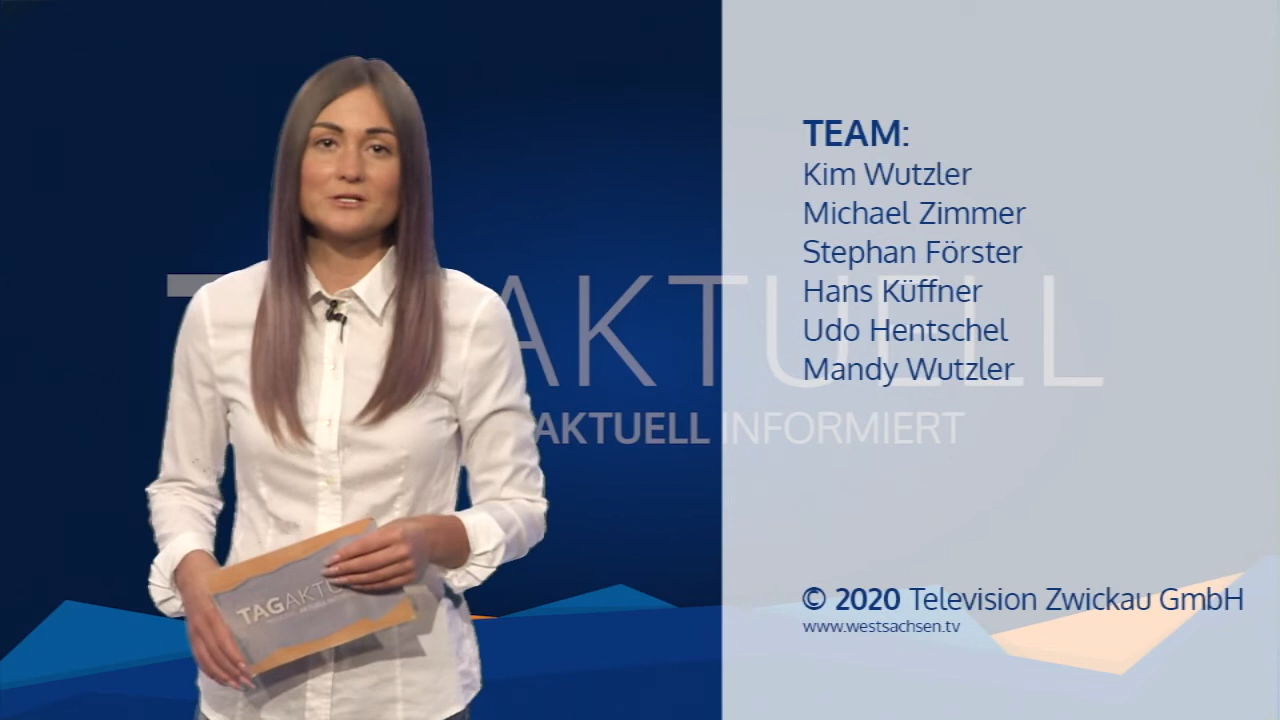 TEAM:
Kim Wutzler
Michael Zimmer
Stephan Förster
Hans Küffner
Udo Hentschel
Mandy Wutzler
AKTUELL
AKTUELL INFORMIERT
TAGAKTU
© 2020 Television Zwickau GmbH
www.westsachsen.tv